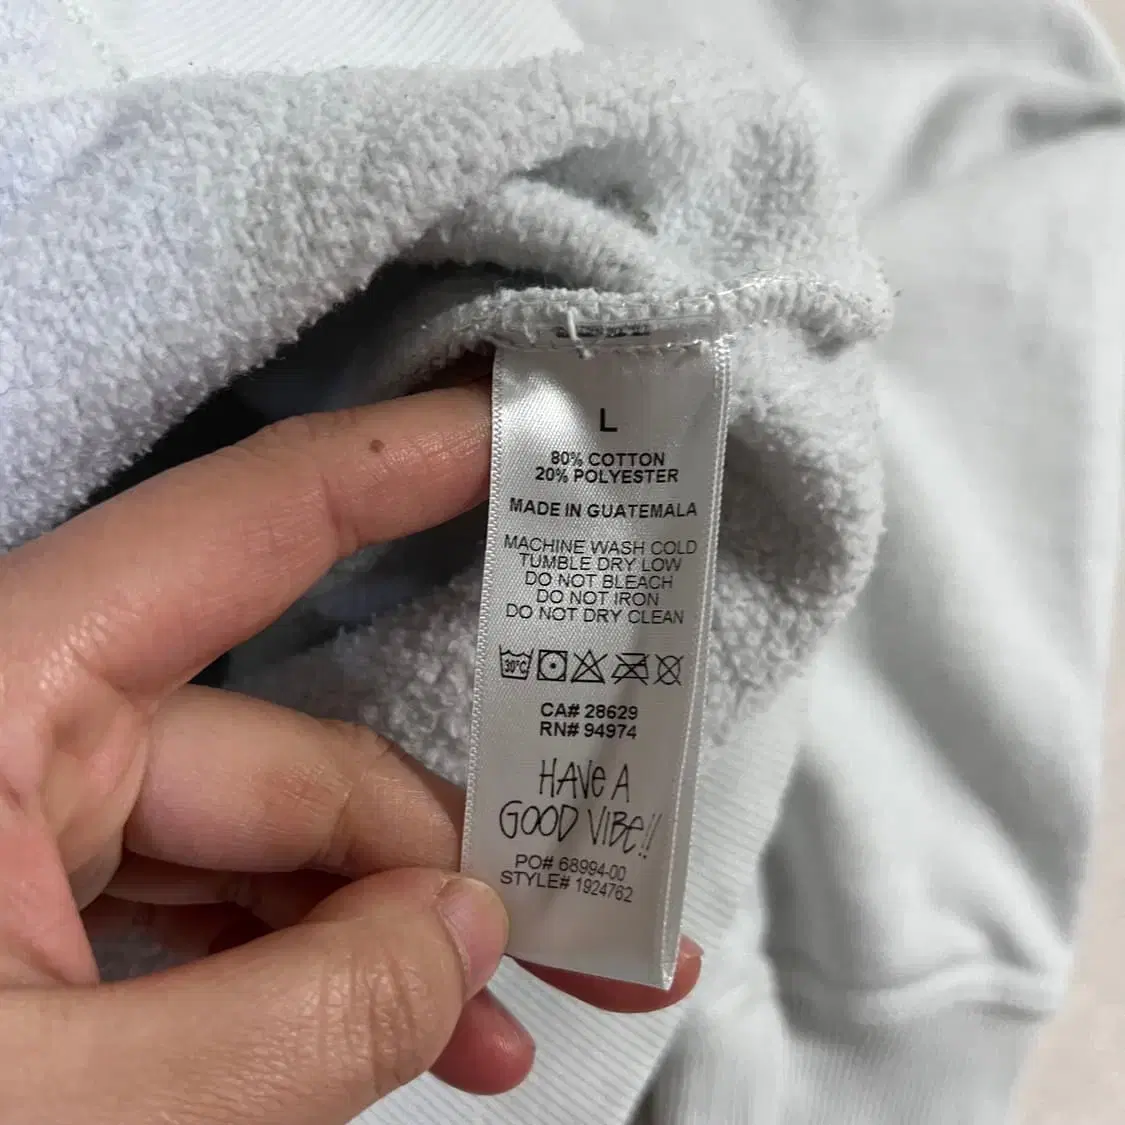 L
80% COTTON
20% POLYESTER
MADE IN GUATEMALA
MACHINE WASH COLD
TUMBLE DRY LOW
DO NOT BLEACH
DO NOT IRON
DO NOT DRY CLEAN
30°C
CA# 28629
RN# 94974
HAVE A
GOOD VIBE!!
PO# 68994-00
STYLE# 1924762